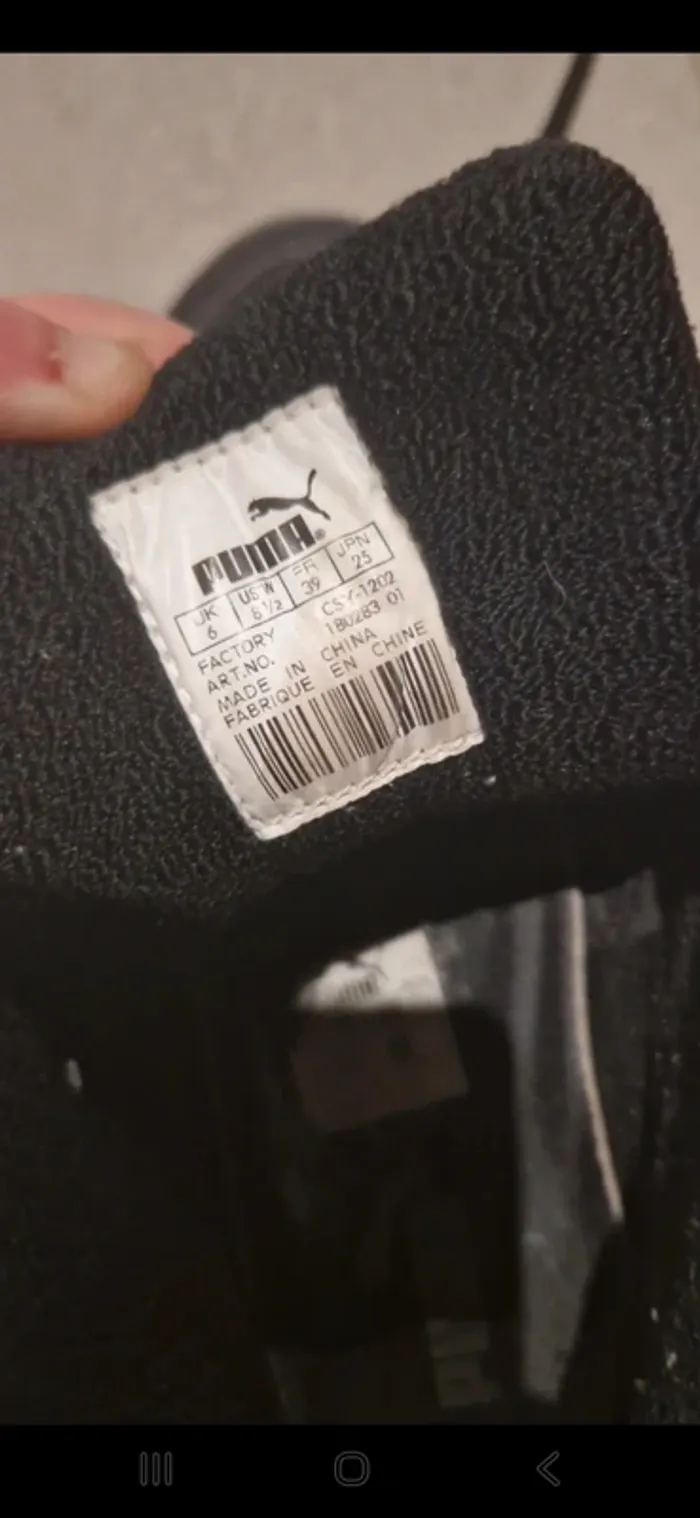 PUMA®
UK US W FR JPN
6 8½ 39 25
FACTORY CSY-1202
ART.NO. 180283 01
MADE IN CHINA
FABRIQUE EN CHINE